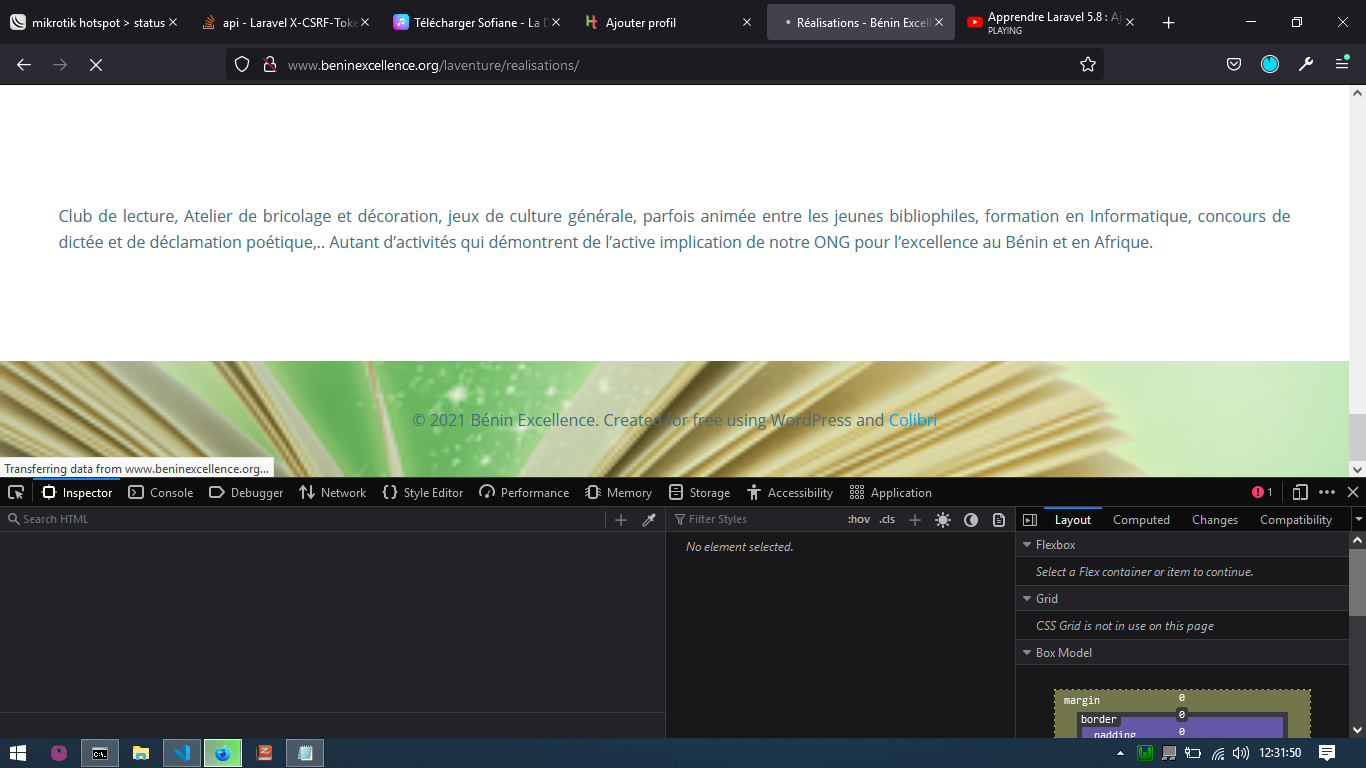 mikrotik hotspot > status
api - Laravel X-CSRF-Toke
Télécharger Sofiane - La D
Ajouter profil
Réalisations - Bénin Excell
Apprendre Laravel 5.8 : Aj
PLAYING
www.beninexcellence.org/laventure/realisations/
Club de lecture, Atelier de bricolage et décoration, jeux de culture générale, parfois animée entre les jeunes bibliophiles, formation en Informatique, concours de
dictée et de déclamation poétique,.. Autant d’activités qui démontrent de l’active implication de notre ONG pour l’excellence au Bénin et en Afrique.
© 2021 Bénin Excellence. Created for free using WordPress and Colibri
Transferring data from www.beninexcellence.org...
Inspector Console Debugger Network Style Editor Performance Memory Storage Accessibility Application 1
Search HTML
Filter Styles :hov .cls
Layout Computed Changes Compatibility
No element selected.
Flexbox
Select a Flex container or item to continue.
Grid
CSS Grid is not in use on this page
Box Model
margin 0
border 0
padding 0
12:31:50